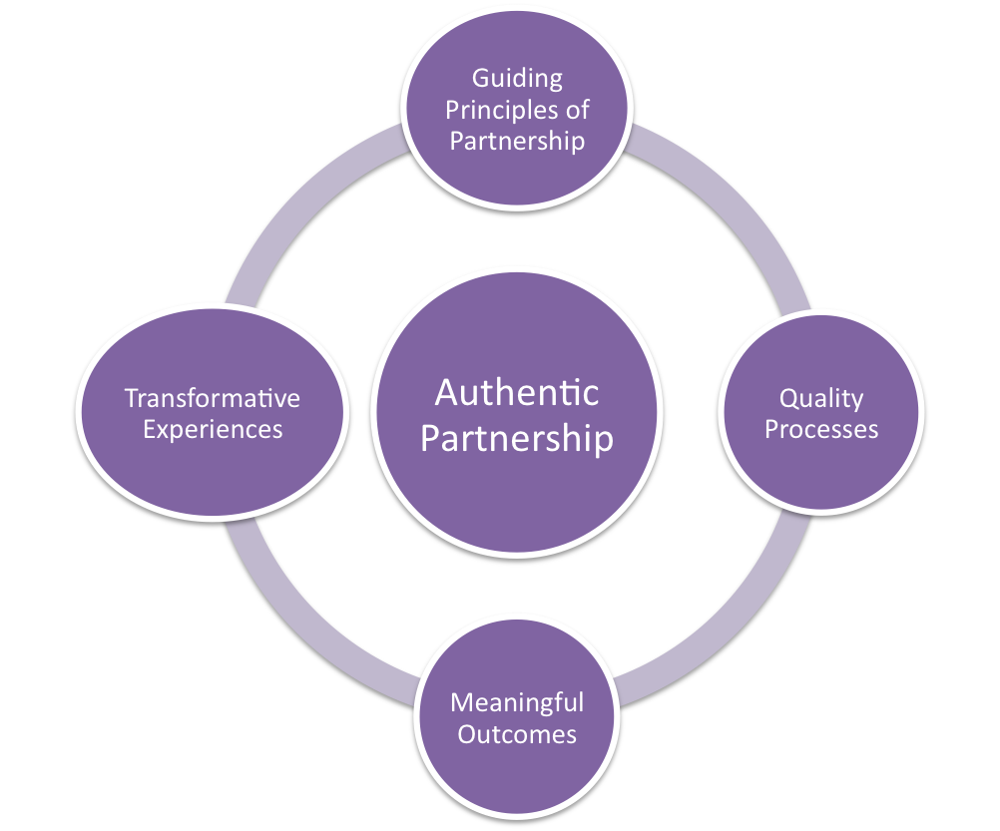 Guiding
Principles of
Partnership
Transformative
Experiences
Authentic
Partnership
Quality
Processes
Meaningful
Outcomes